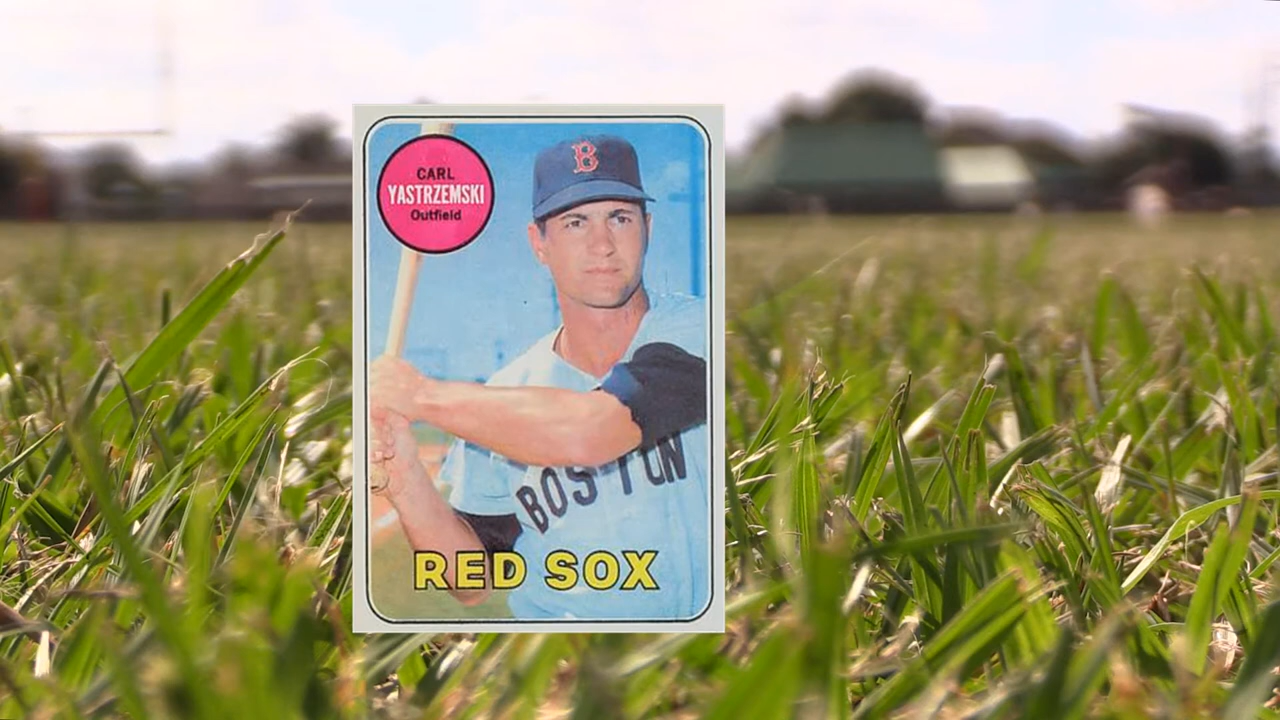 B
CARL
YASTRZEMSKI
Outfield
BOSTON
RED SOX